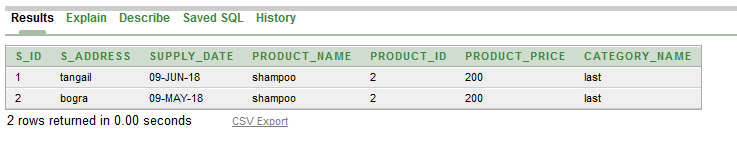 Results Explain Describe Saved SQL History
S_ID S_ADDRESS SUPPLY_DATE PRODUCT_NAME PRODUCT_ID PRODUCT_PRICE CATEGORY_NAME
1 tangail 09-JUN-18 shampoo 2 200 last
2 bogra 09-MAY-18 shampoo 2 200 last
2 rows returned in 0.00 seconds CSV Export